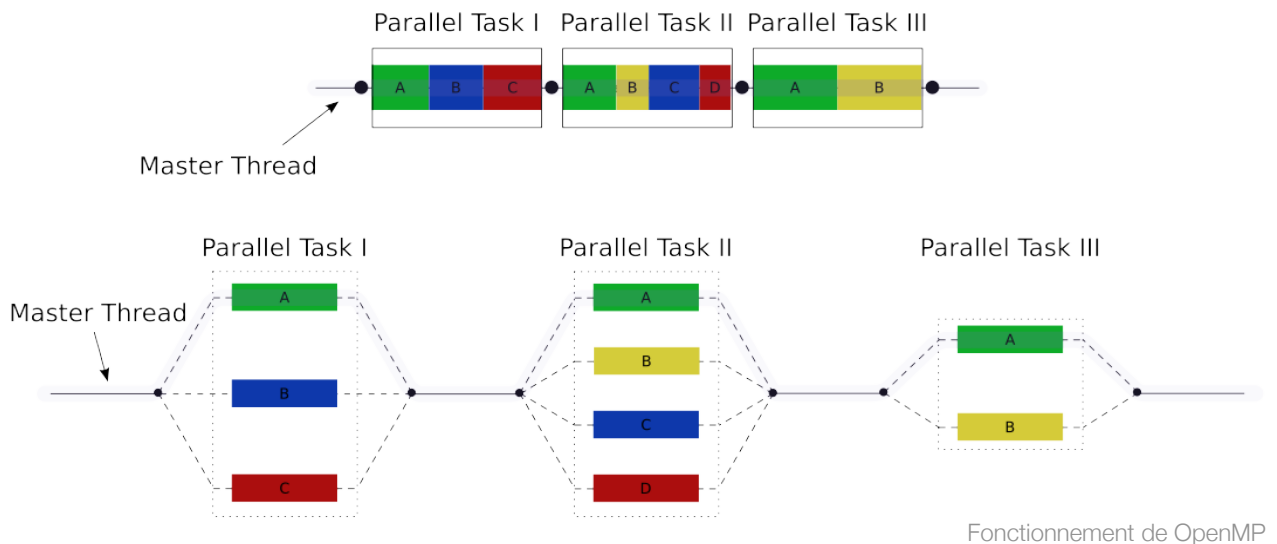 Parallel Task I Parallel Task II Parallel Task III
A B C A B C D A B
Master Thread
Parallel Task I Parallel Task II Parallel Task III
A A
Master Thread
A
B
B
C
B
C D
Fonctionnement de OpenMP